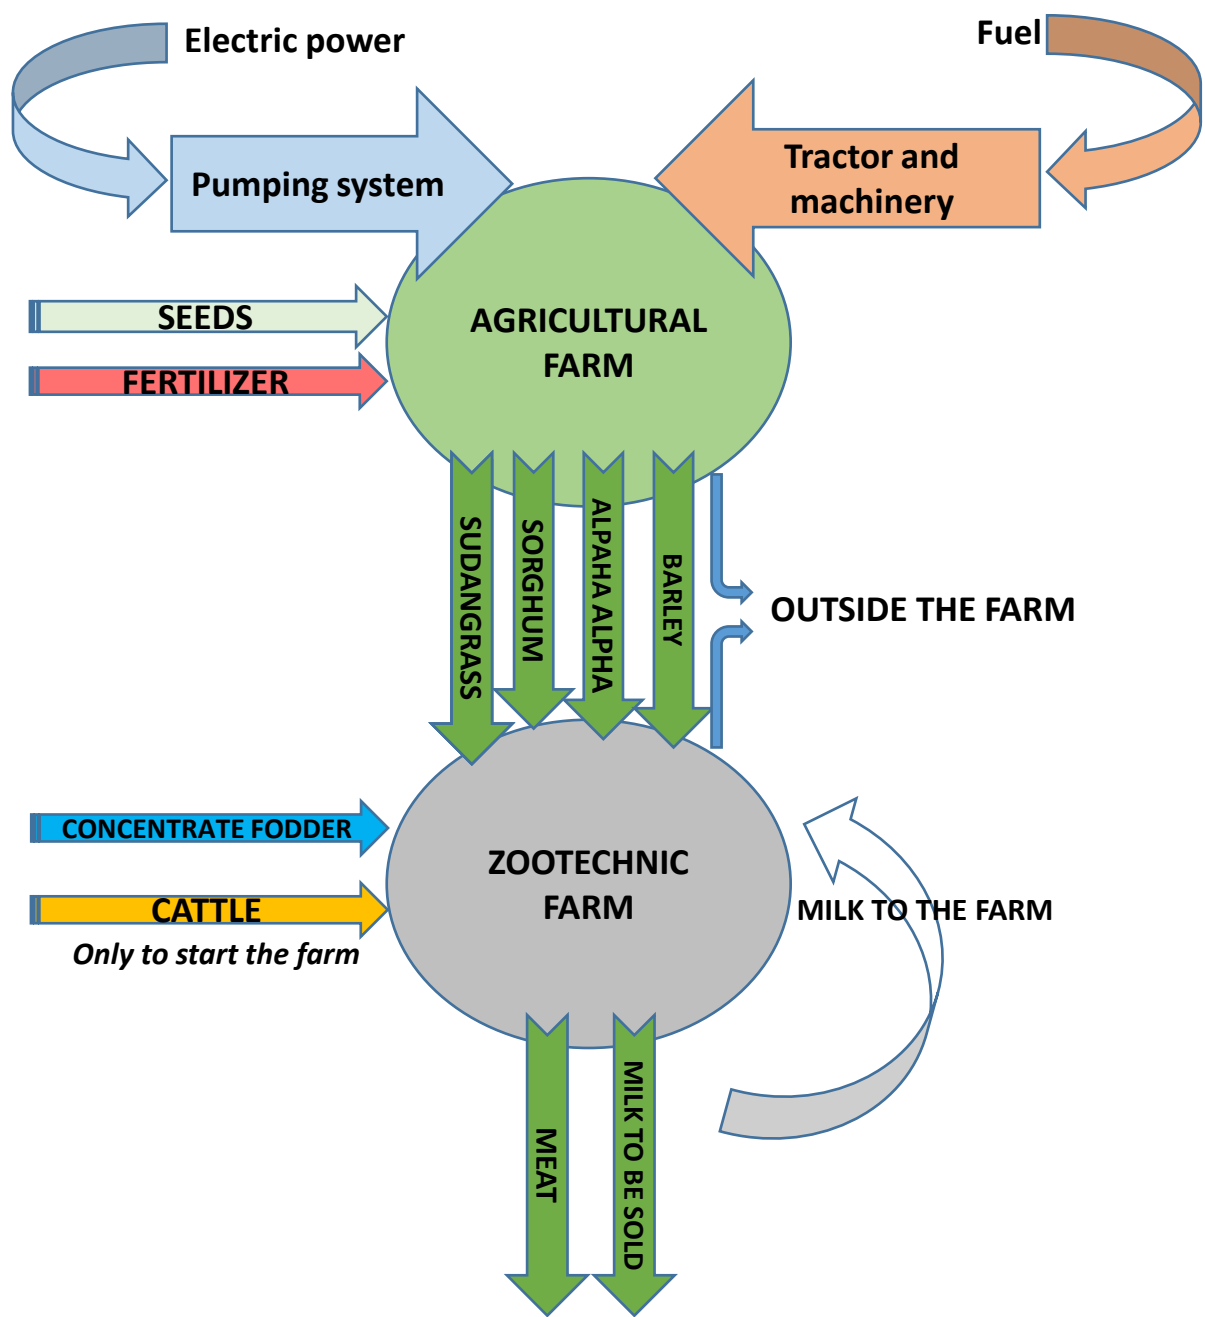 Electric power
Fuel
Pumping system
Tractor and
machinery
SEEDS
FERTILIZER
AGRICULTURAL
FARM
SUDANGRASS
SORGHUM
ALPAHA ALPHA
BARLEY
OUTSIDE THE FARM
CONCENTRATE FODDER
CATTLE
Only to start the farm
ZOOTECHNIC
FARM
MILK TO THE FARM
MEAT
MILK TO BE SOLD